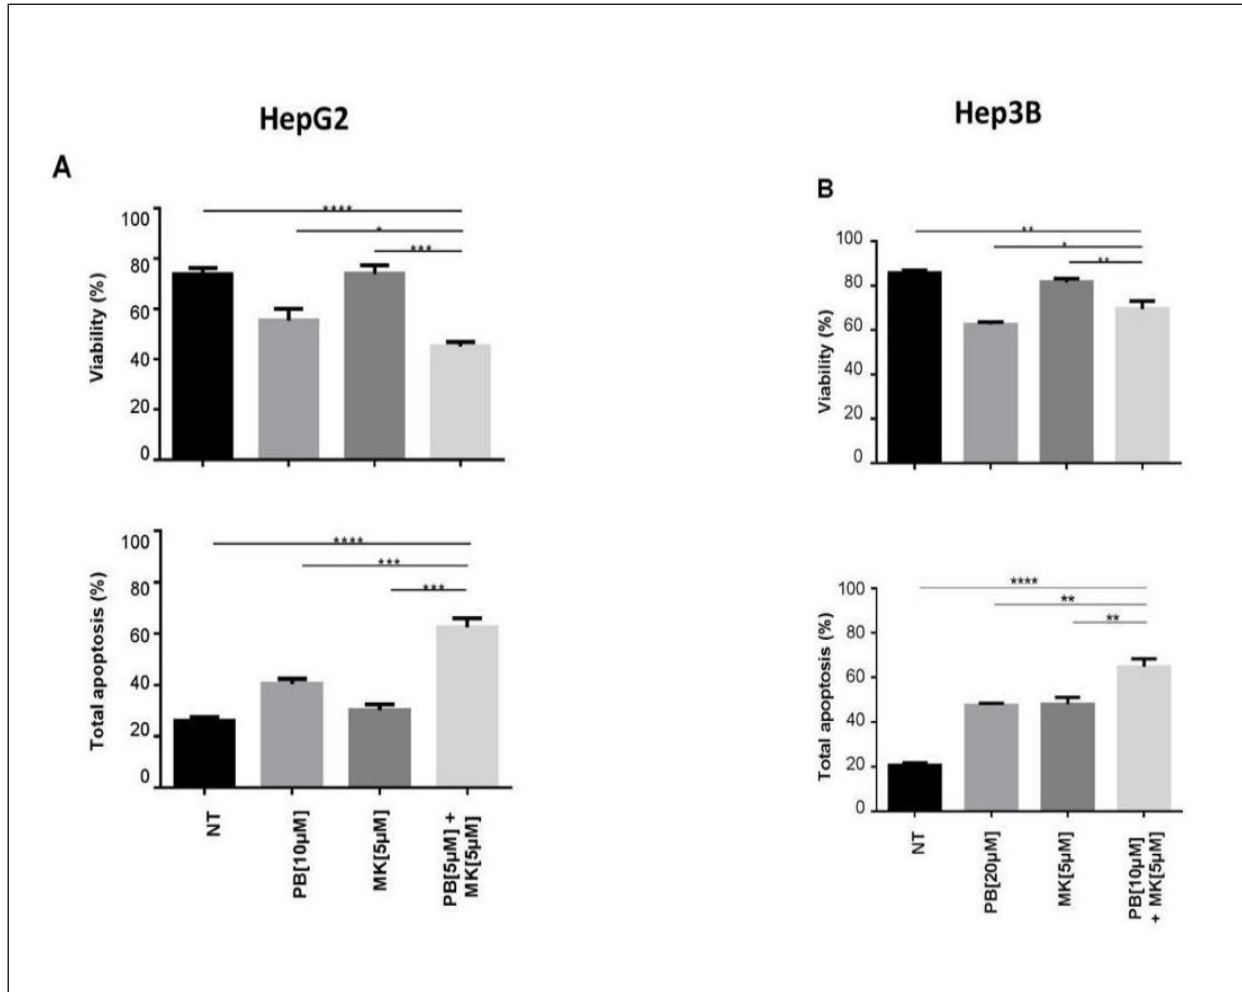 HepG2
Hep3B
A
B
****
*
***
100
80
60
40
20
0
Viability (%)
**
*
**
100
80
60
40
20
0
Viability (%)
****
***
***
100
80
60
40
20
0
Total apoptosis (%)
NT
PB[10µM]
MK[5µM]
PB[5µM] +
MK[5µM]
****
**
**
100
80
60
40
20
0
Total apoptosis (%)
NT
PB[20µM]
MK[5µM]
PB[10µM]
+ MK[5µM]